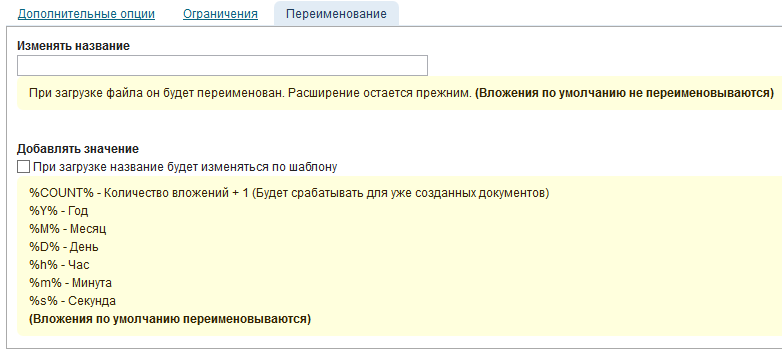 Дополнительные опции Ограничения Переименование
Изменять название
При загрузке файла он будет переименован. Расширение остается прежним. (Вложения по умолчанию не переименовываются)
Добавлять значение
При загрузке название будет изменяться по шаблону
%COUNT% - Количество вложений + 1 (Будет срабатывать для уже созданных документов)
%Y% - Год
%M% - Месяц
%D% - День
%h% - Час
%m% - Минута
%s% - Секунда
(Вложения по умолчанию переименовываются)